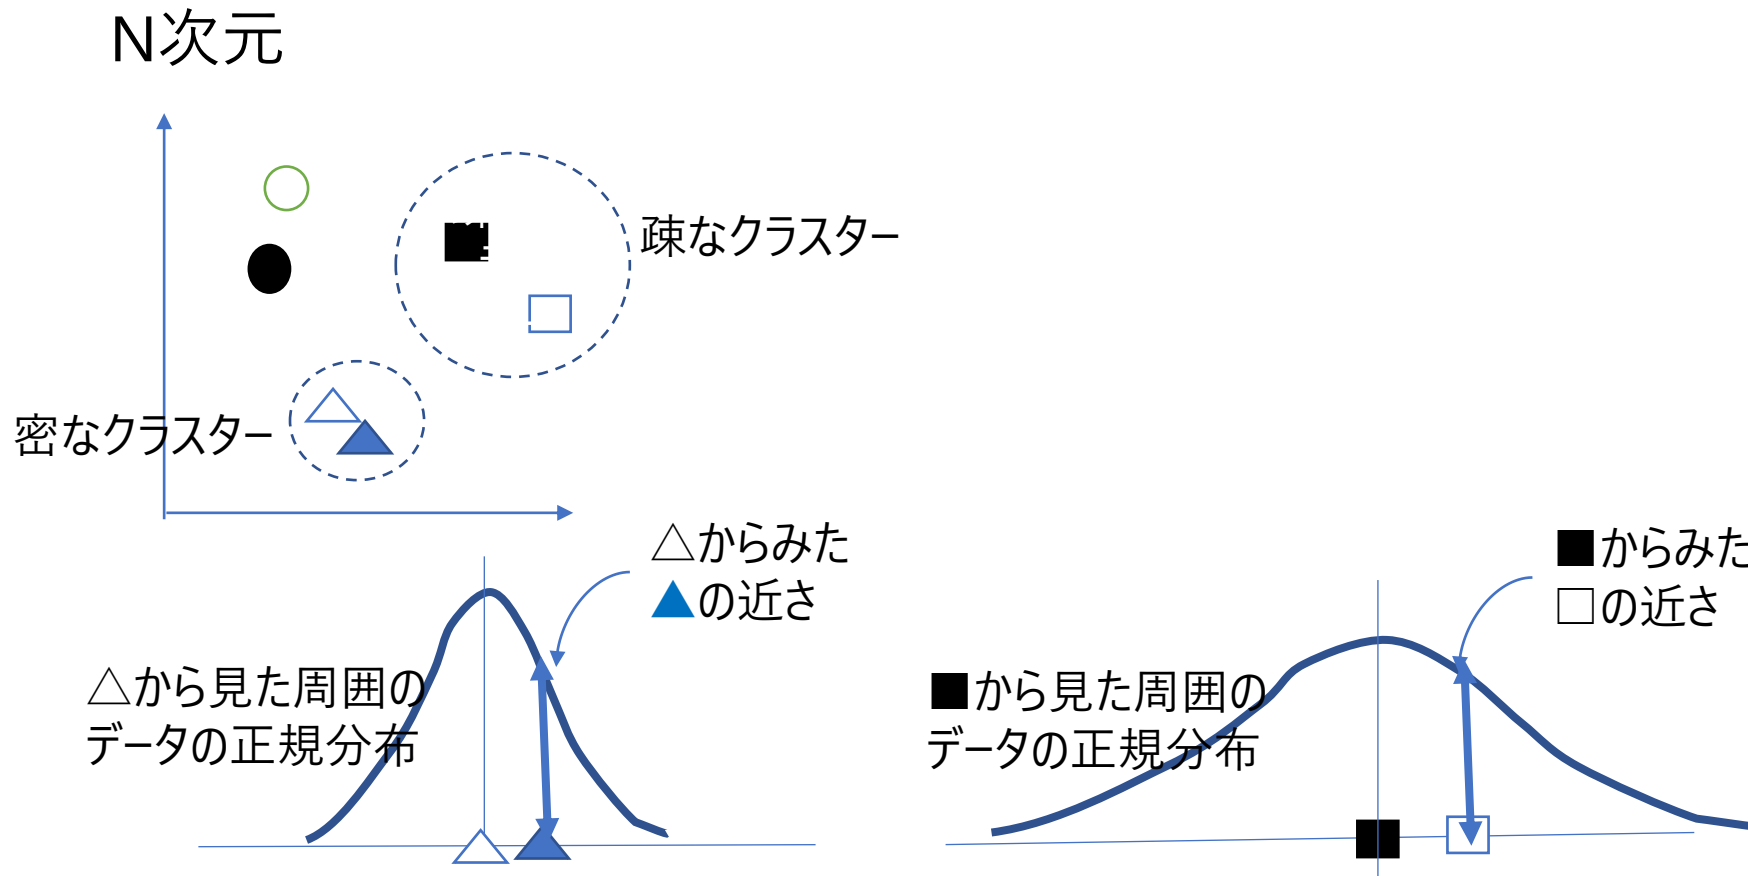 N次元
疎なクラスター
密なクラスター
△からみた
▲の近さ
△から見た周囲の
データの正規分布
■からみた
□の近さ
■から見た周囲の
データの正規分布